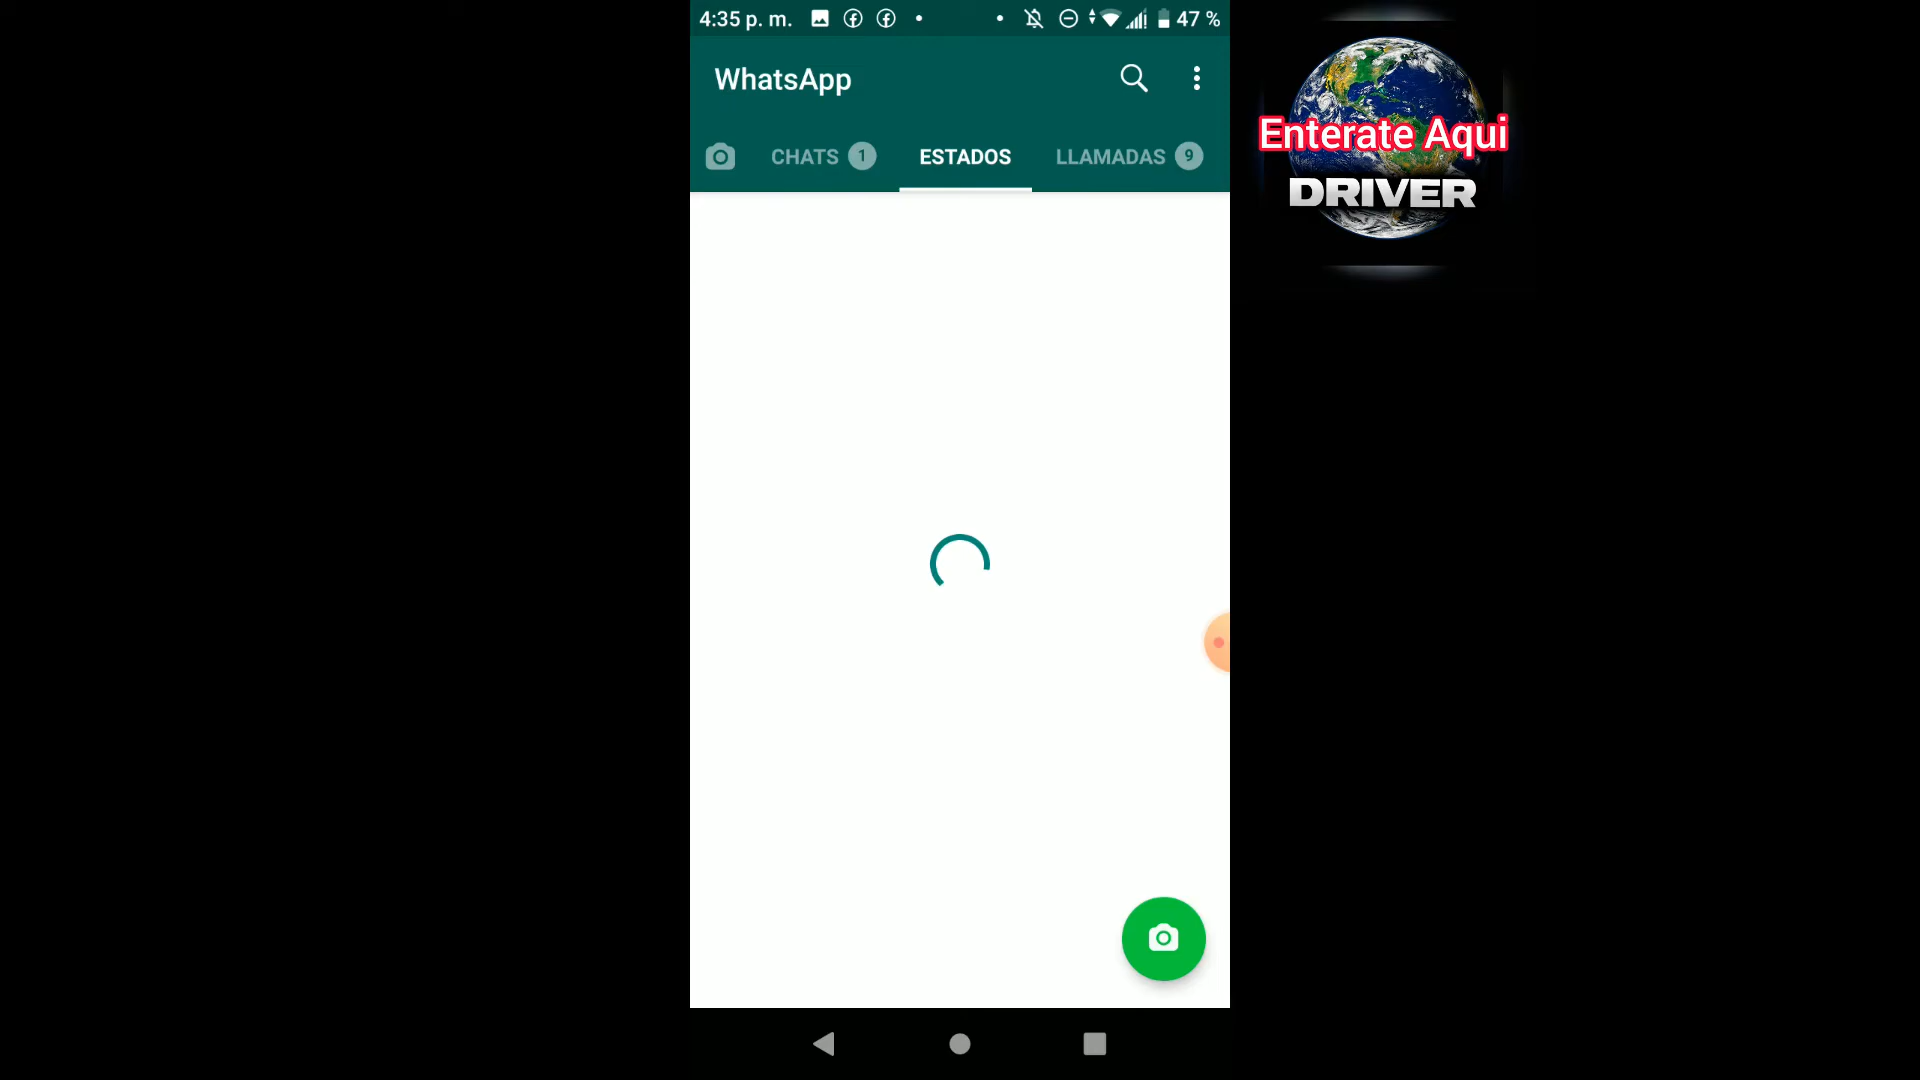 4:35 p. m.
47 %
WhatsApp
CHATS 1
ESTADOS
LLAMADAS 9
Enterate Aqui
DRIVER